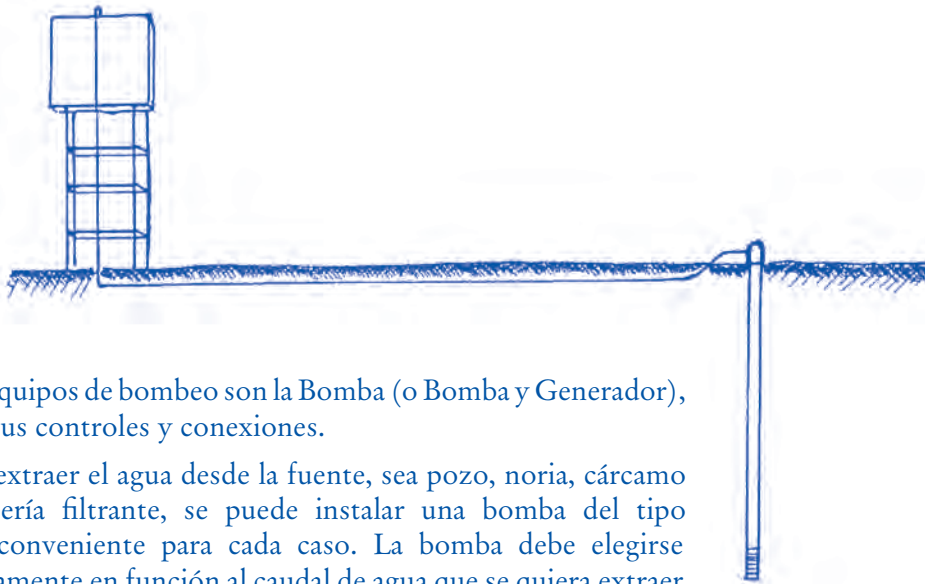 quipos de bombeo son la Bomba (o Bomba y Generador),
us controles y conexiones.
extraer el agua desde la fuente, sea pozo, noria, cárcamo
ería filtrante, se puede instalar una bomba del tipo
conveniente para cada caso. La bomba debe elegirse
amente en función al caudal de agua que se quiera extraer